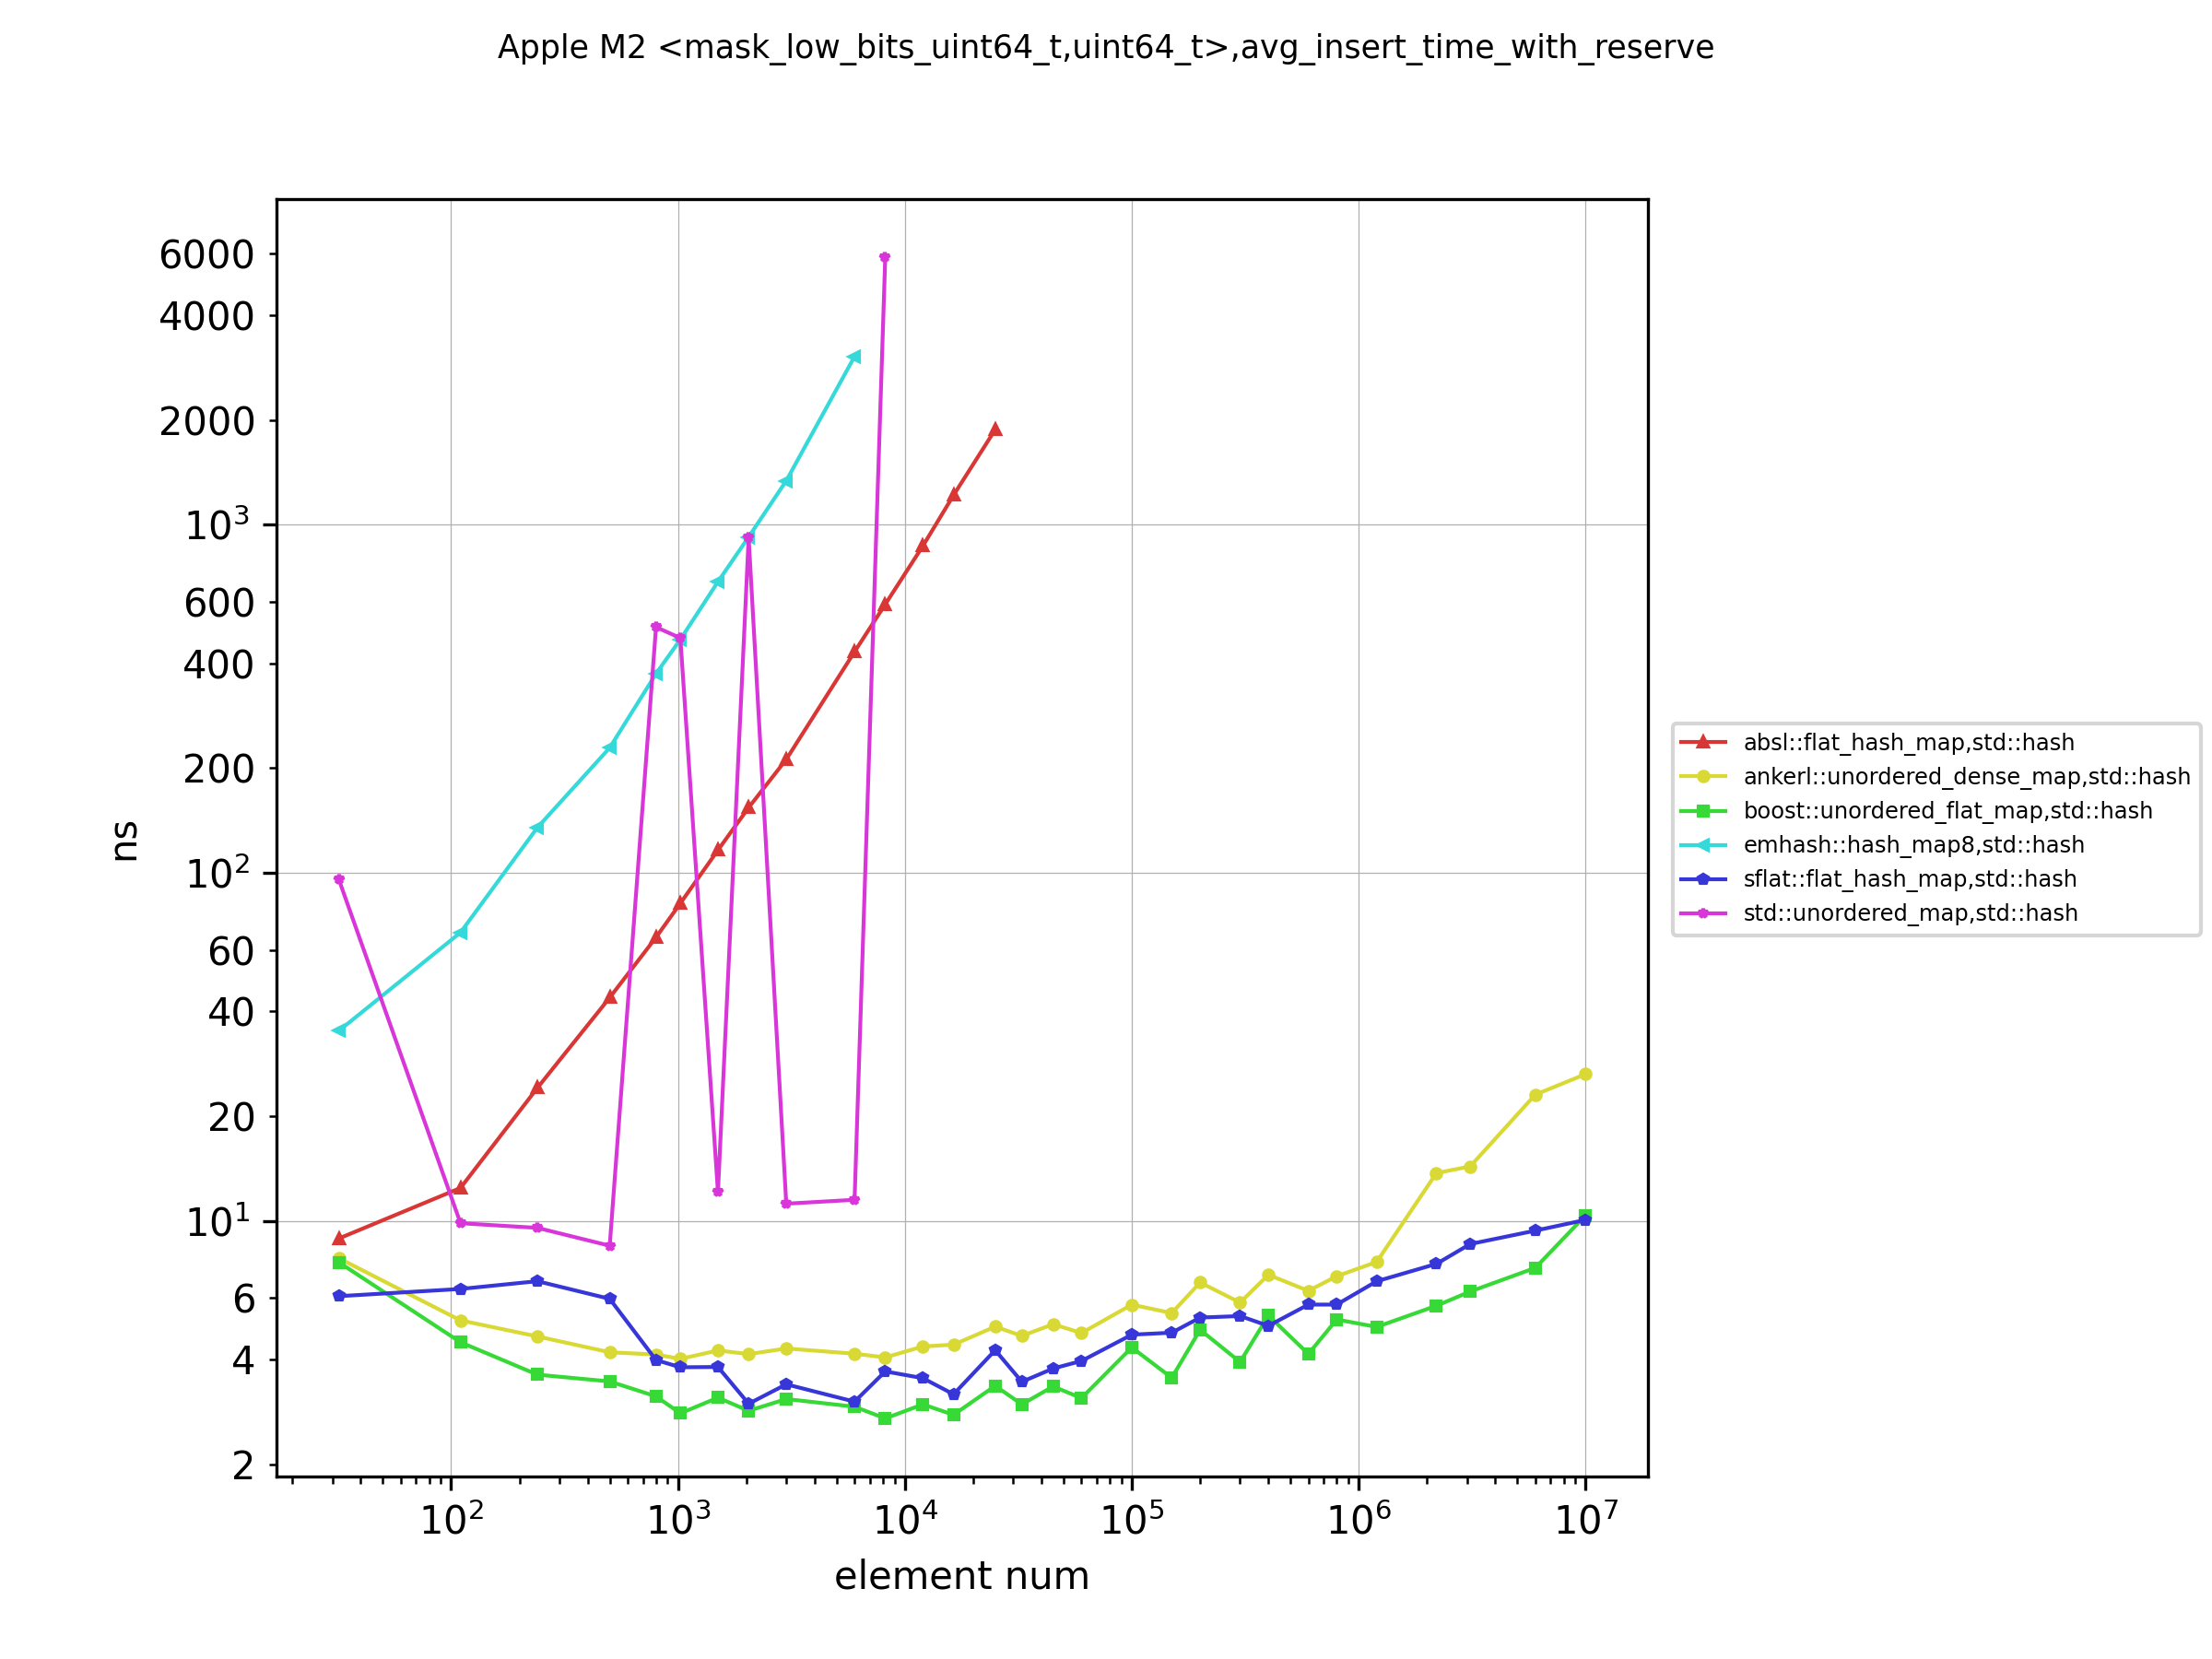 Apple M2 <mask_low_bits_uint64_t,uint64_t>,avg_insert_time_with_reserve
6000
4000
2000
10³
600
400
200
10²
60
40
20
10¹
6
4
2
ns
10² 10³ 10⁴ 10⁵ 10⁶ 10⁷
element num
absl::flat_hash_map,std::hash
ankerl::unordered_dense_map,std::hash
boost::unordered_flat_map,std::hash
emhash::hash_map8,std::hash
sflat::flat_hash_map,std::hash
std::unordered_map,std::hash